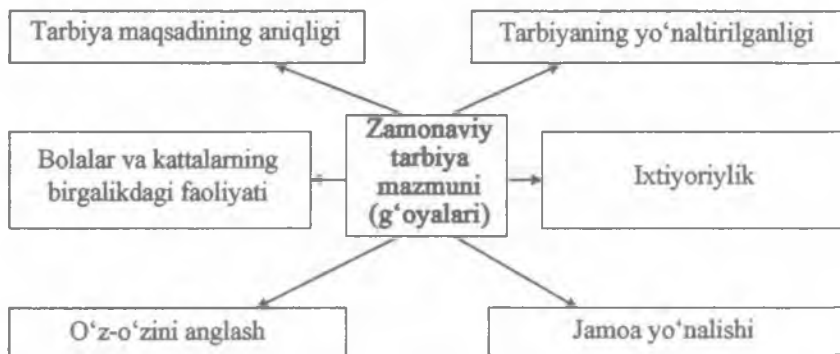 Tarbiya maqsadining aniqligi
Tarbiyaning yo‘naltirilganligi
Bolalar va kattalarning
birgalikdagi faoliyati
Zamonaviy
tarbiya
mazmuni
(g‘oyalari)
Ixtiyoriylik
O‘z-o‘zini anglash
Jamoa yo‘nalishi